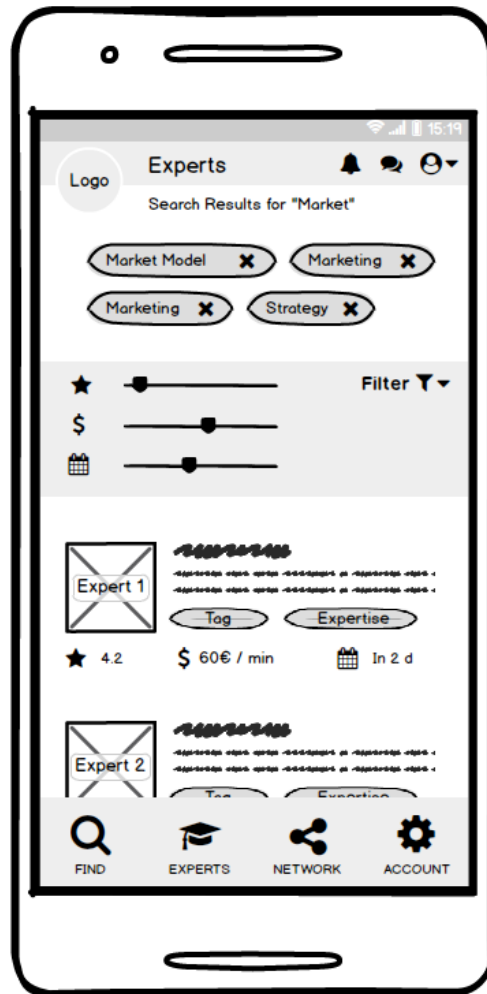 15:19
Logo
Experts
Search Results for "Market"
Market Model
Marketing
Marketing
Strategy
Filter
$
Expert 1
Tag
Expertise
4.2
$ 60€ / min
In 2 d
Expert 2
Tag
Expertise
FIND
EXPERTS
NETWORK
ACCOUNT